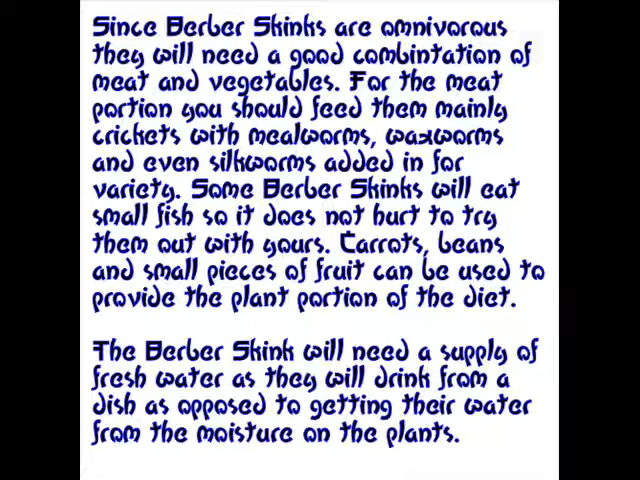 Since Berber Skinks are omnivorous
they will need a good combintation of
meat and vegetables. For the meat
portion you should feed them mainly
crickets with mealworms, waxworms
and even silkworms added in for
variety. Some Berber Skinks will eat
small fish so it does not hurt to try
them out with yours. Carrots, beans
and small pieces of fruit can be used to
provide the plant portion of the diet.
The Berber Skink will need a supply of
fresh water as they will drink from a
dish as opposed to getting their water
from the moisture on the plants.